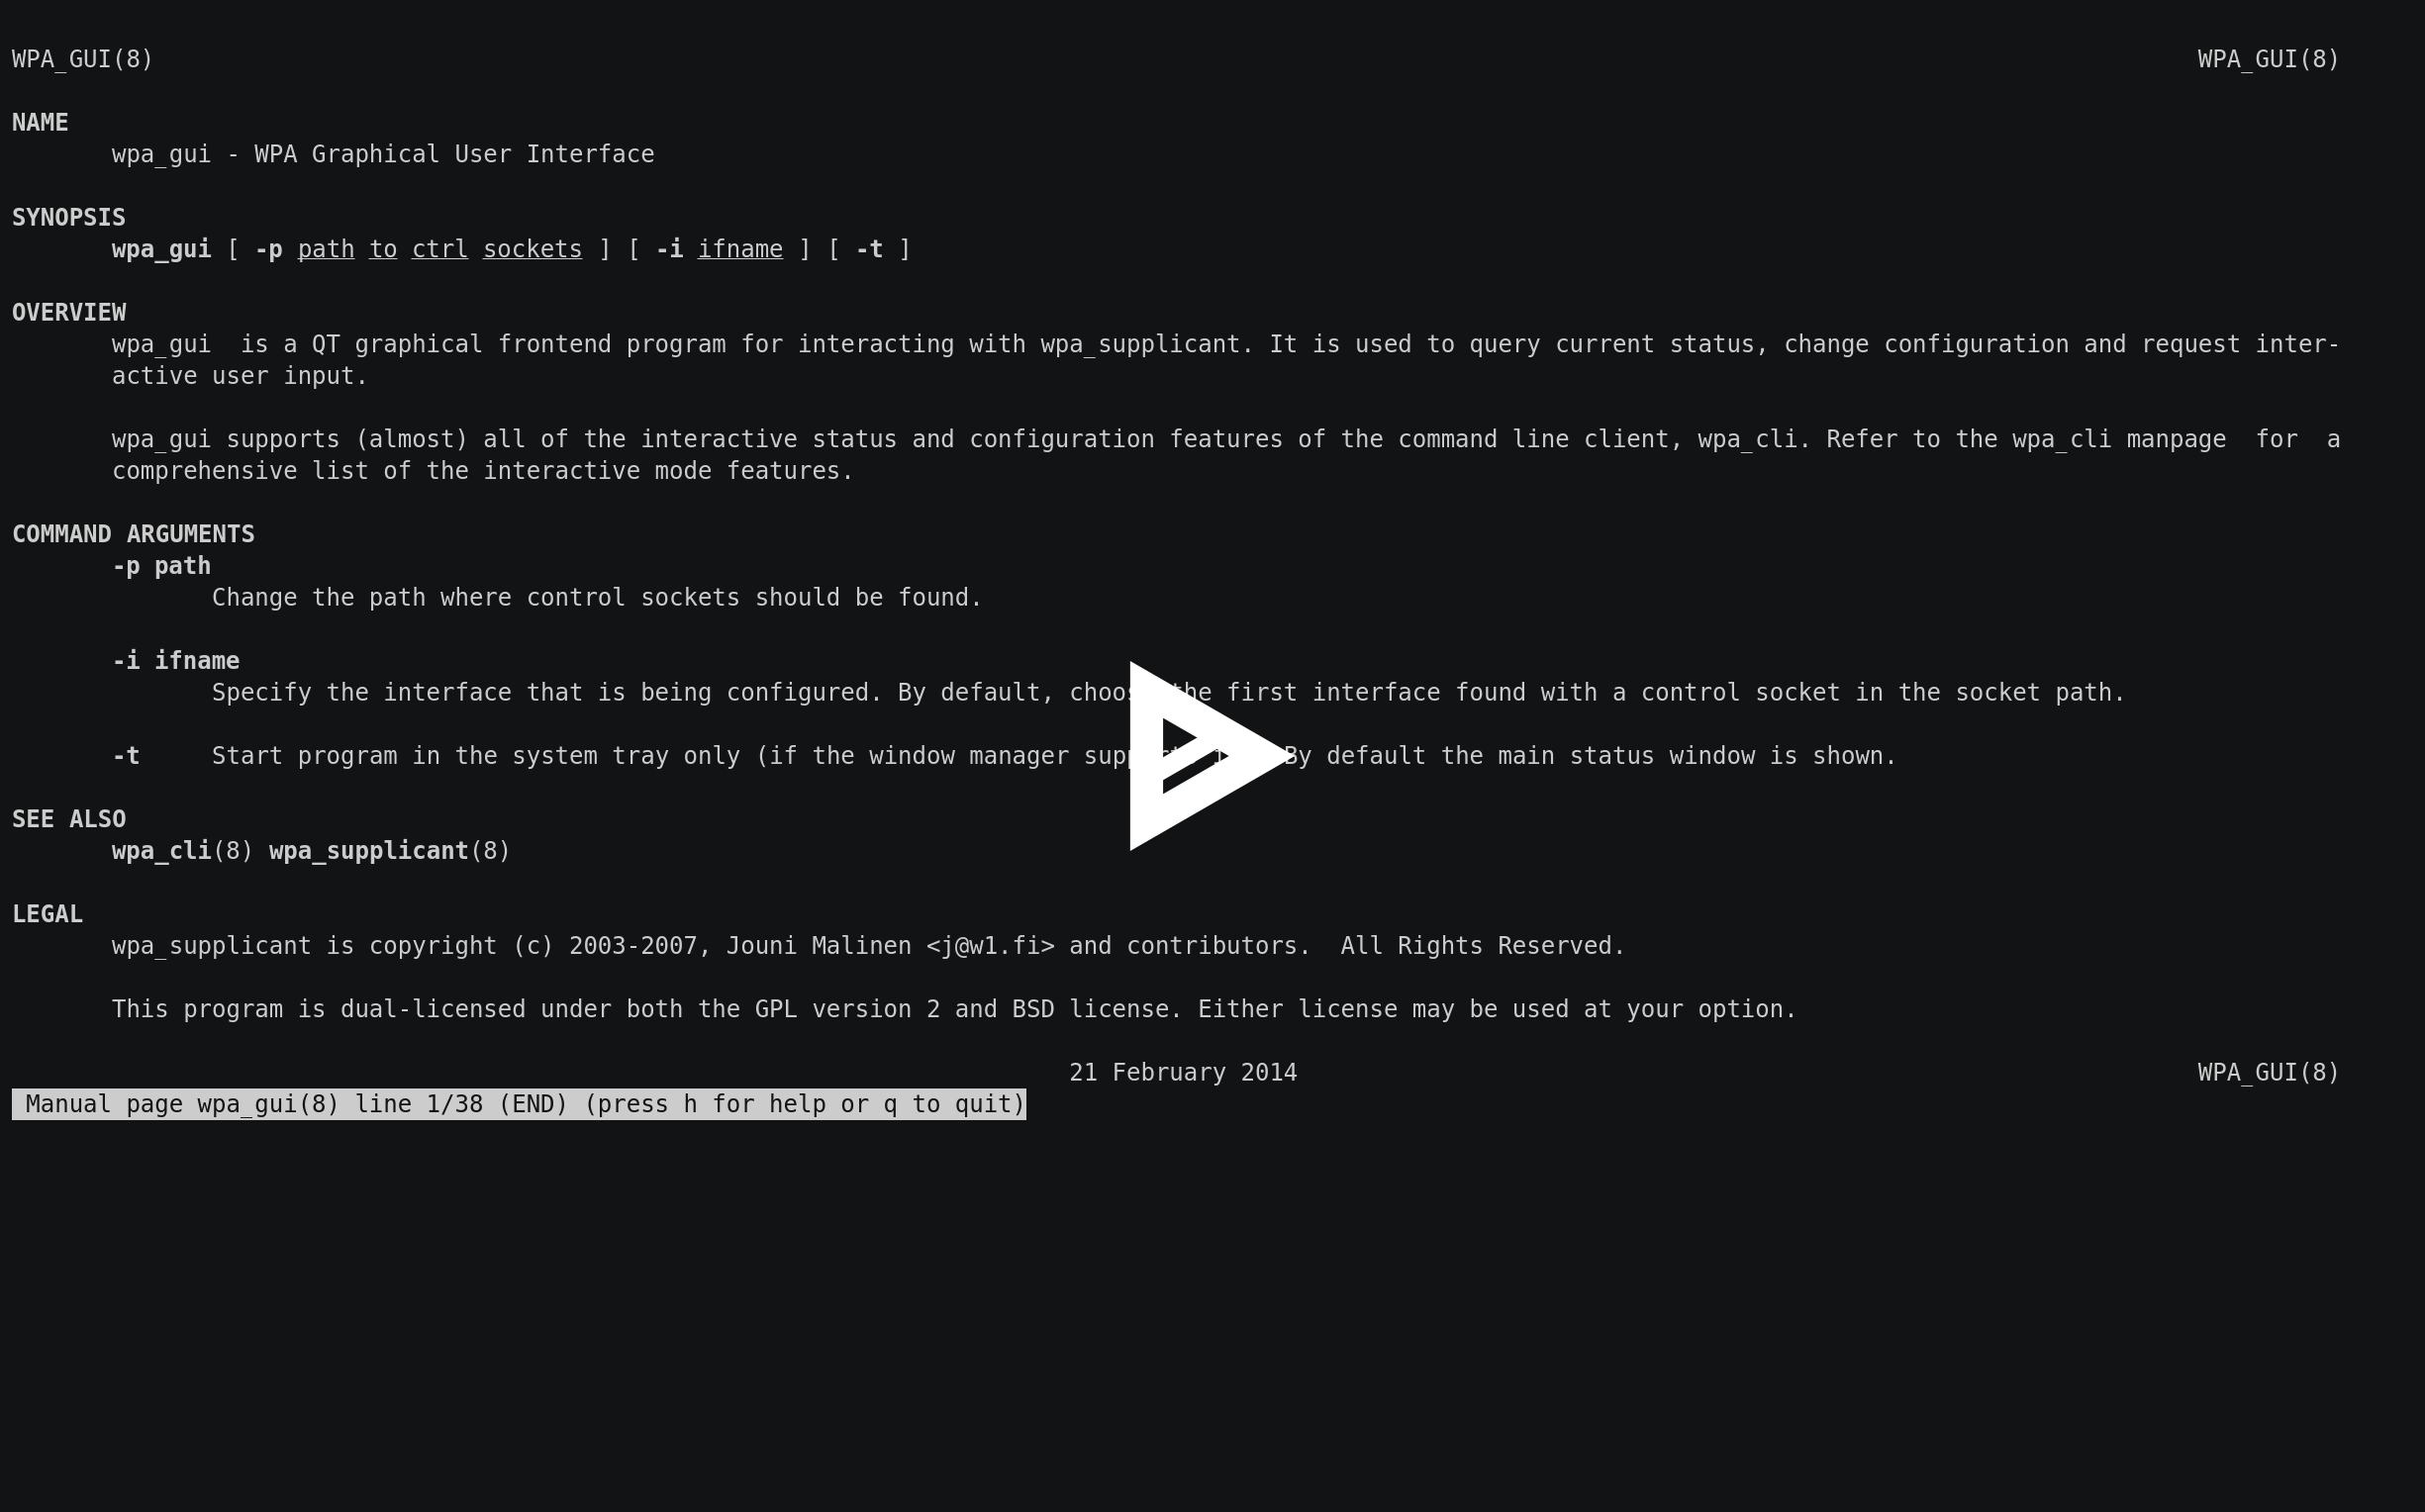 WPA_GUI(8) WPA_GUI(8)
NAME
wpa_gui - WPA Graphical User Interface
SYNOPSIS
wpa_gui [ -p path to ctrl sockets ] [ -i ifname ] [ -t ]
OVERVIEW
wpa_gui  is a QT graphical frontend program for interacting with wpa_supplicant. It is used to query current status, change configuration and request inter-
active user input.
wpa_gui supports (almost) all of the interactive status and configuration features of the command line client, wpa_cli. Refer to the wpa_cli manpage  for  a
comprehensive list of the interactive mode features.
COMMAND ARGUMENTS
-p path
Change the path where control sockets should be found.
-i ifname
Specify the interface that is being configured. By default, choose the first interface found with a control socket in the socket path.
-t     Start program in the system tray only (if the window manager By default the main status window is shown.
SEE ALSO
wpa_cli(8) wpa_supplicant(8)
LEGAL
wpa_supplicant is copyright (c) 2003-2007, Jouni Malinen <j@w1.fi> and contributors.  All Rights Reserved.
This program is dual-licensed under both the GPL version 2 and BSD license. Either license may be used at your option.
21 February 2014 WPA_GUI(8)
Manual page wpa_gui(8) line 1/38 (END) (press h for help or q to quit)